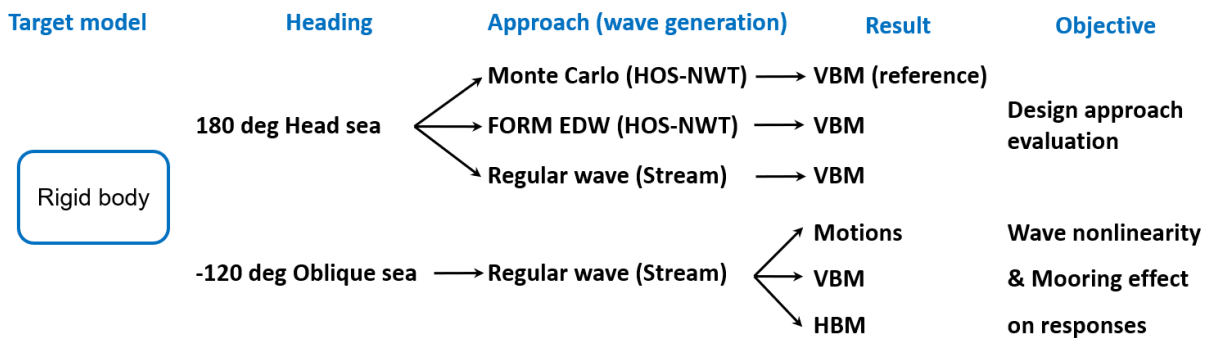 Target model
Heading
Approach (wave generation)
Result
Objective
Monte Carlo (HOS-NWT)
VBM (reference)
180 deg Head sea
FORM EDW (HOS-NWT)
VBM
Design approach
evaluation
Regular wave (Stream)
VBM
Rigid body
Motions
Wave nonlinearity
-120 deg Oblique sea
Regular wave (Stream)
VBM
& Mooring effect
HBM
on responses